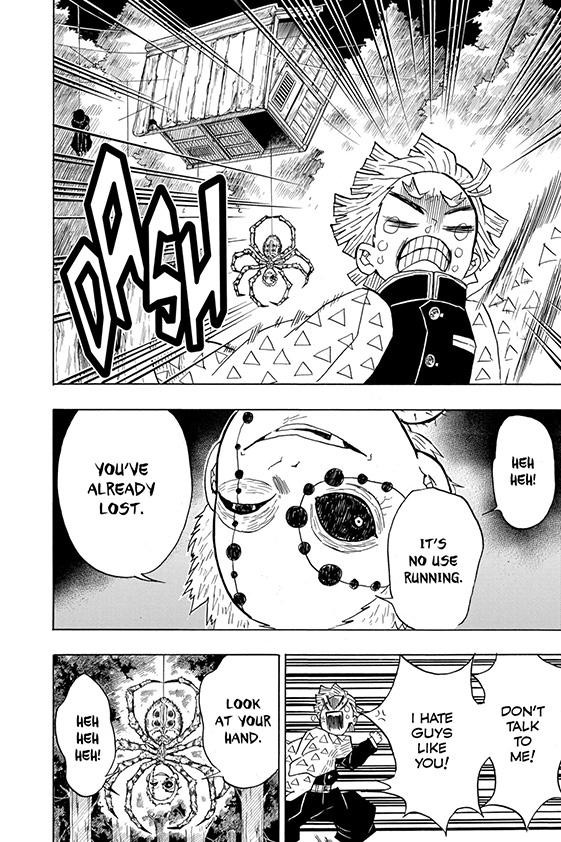 DASH
HEH
HEH!
IT'S
NO USE
RUNNING.
YOU'VE
ALREADY
LOST.
DON'T
TALK
TO
ME!
I HATE
GUYS
LIKE
YOU!
LOOK
AT YOUR
HAND.
HEH
HEH
HEH!